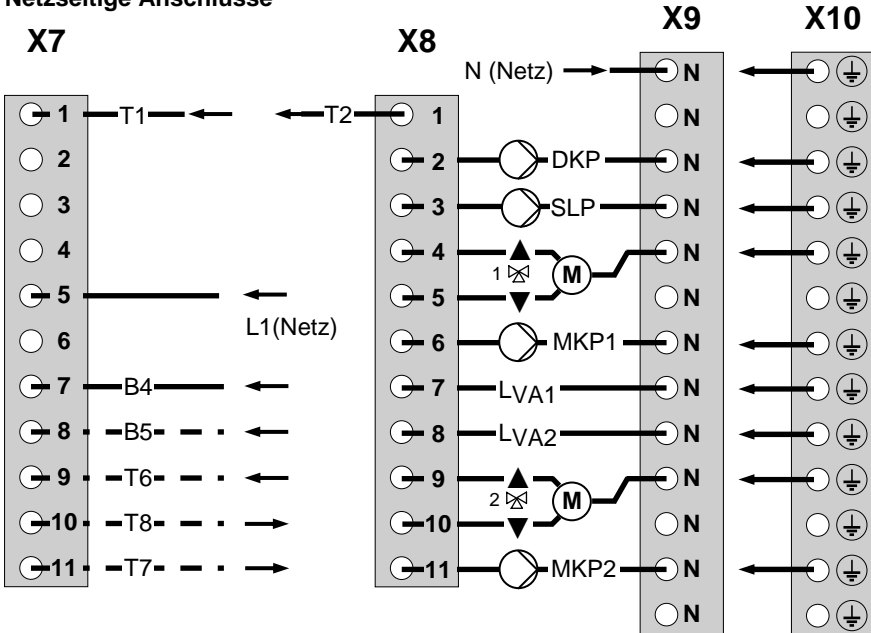 Netzseitige Anschlüsse
X7 X8 X9 X10
N (Netz) N
1 T1 T2 1 N
2 2 DKP N
3 3 SLP N
4 4 1 M N
5 5 N
L1(Netz)
6 6 MKP1 N
7 B4 7 LVA1 N
8 B5 8 LVA2 N
9 T6 9 2 M N
10 T8 10 N
11 T7 11 MKP2 N
N